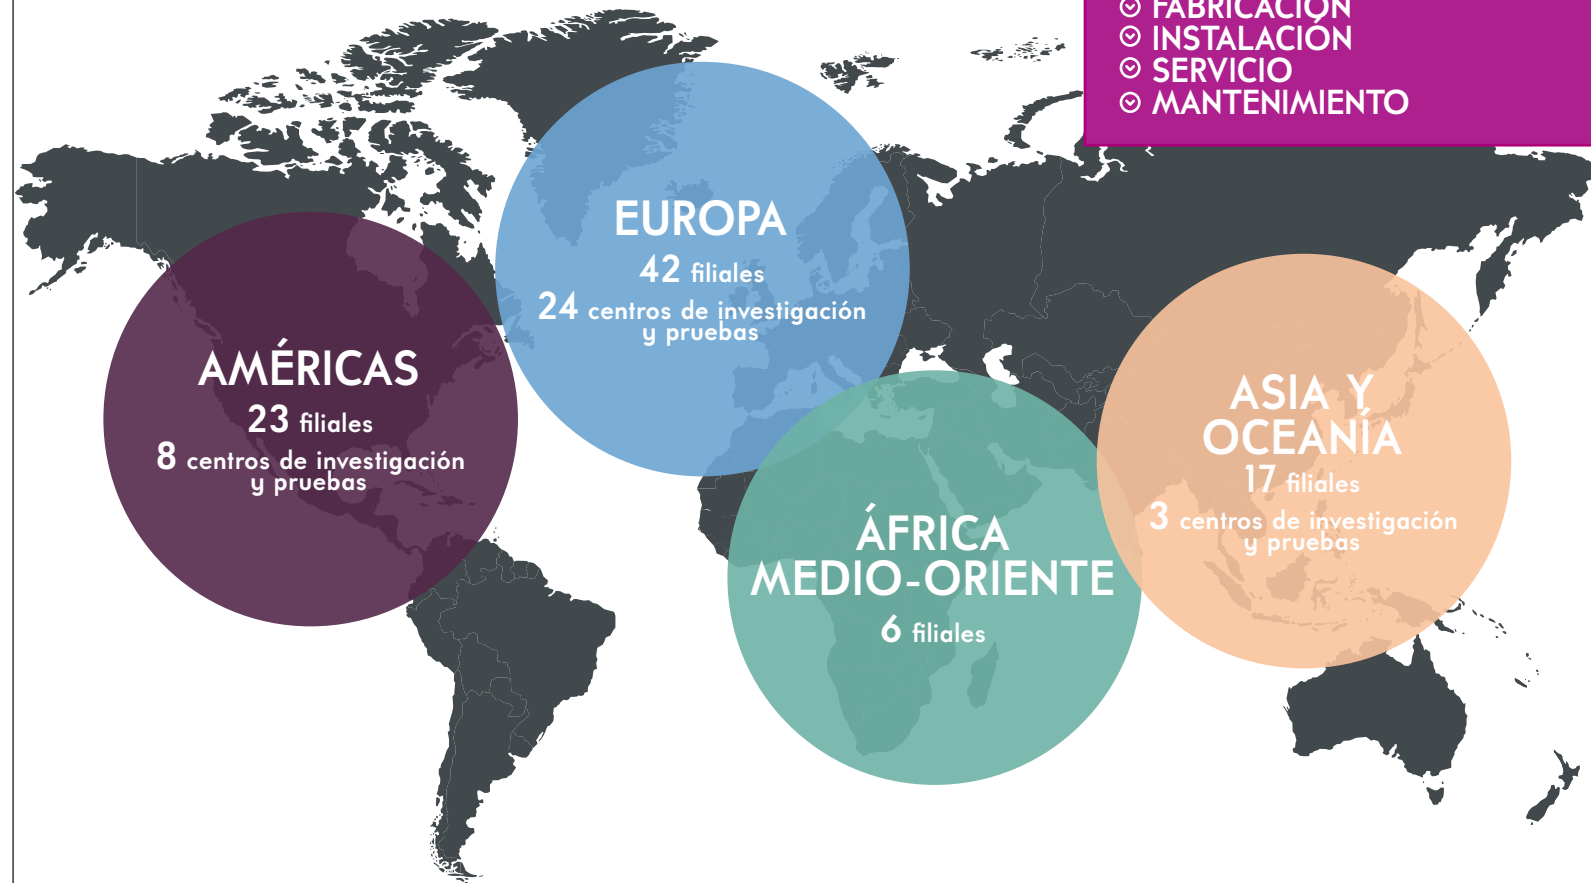 FABRICACIÓN
INSTALACIÓN
SERVICIO
MANTENIMIENTO
EUROPA
42 filiales
24 centros de investigación
y pruebas
AMÉRICAS
23 filiales
8 centros de investigación
y pruebas
ASIA Y
OCEANÍA
17 filiales
3 centros de investigación
y pruebas
ÁFRICA
MEDIO-ORIENTE
6 filiales